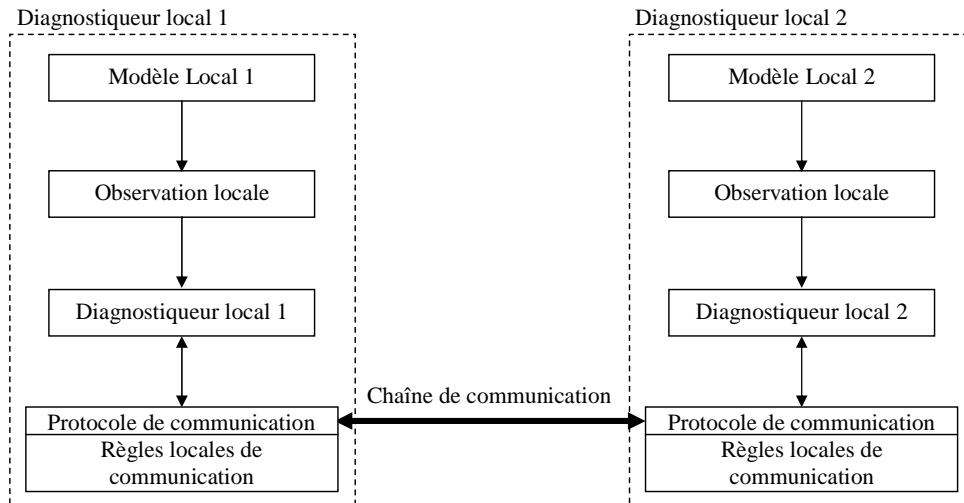 Diagnostiqueur local 1
Modèle Local 1
Observation locale
Diagnostiqueur local 1
Protocole de communication
Règles locales de
communication
Chaîne de communication
Diagnostiqueur local 2
Modèle Local 2
Observation locale
Diagnostiqueur local 2
Protocole de communication
Règles locales de
communication